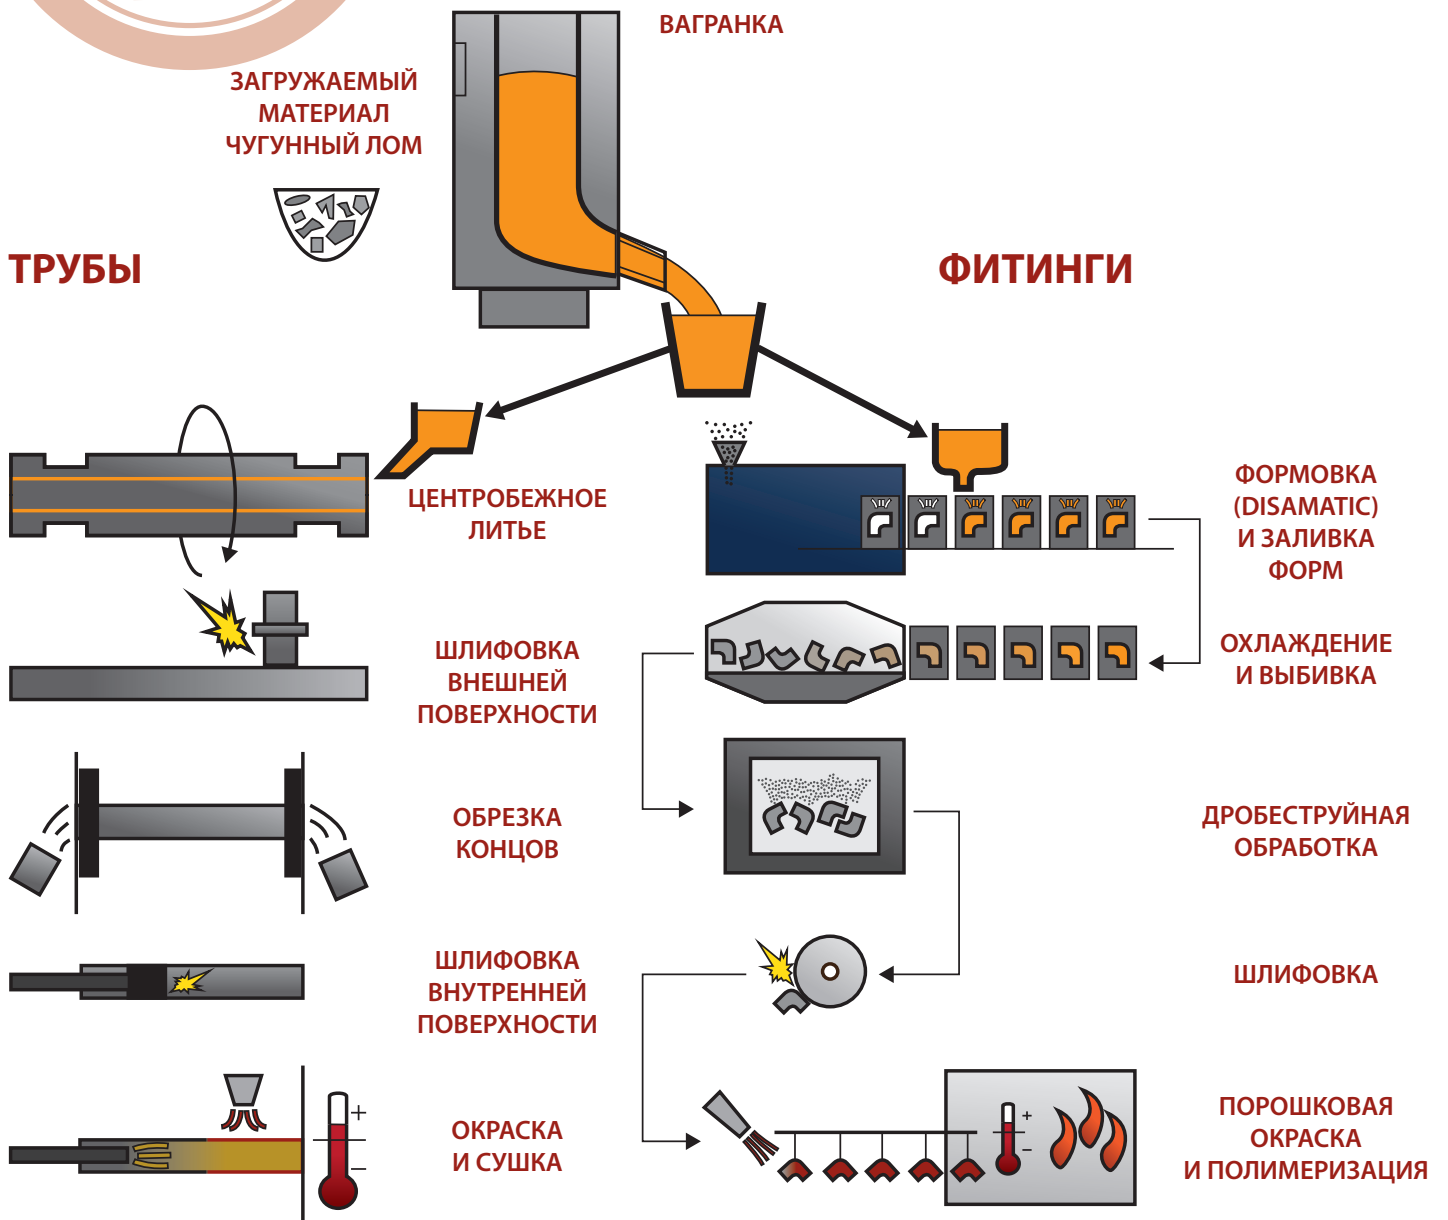 ВАГРАНКА
ЗАГРУЖАЕМЫЙ
МАТЕРИАЛ
ЧУГУННЫЙ ЛОМ
ТРУБЫ
ФИТИНГИ
ЦЕНТРОБЕЖНОЕ
ЛИТЬЕ
ШЛИФОВКА
ВНЕШНЕЙ
ПОВЕРХНОСТИ
ОБРЕЗКА
КОНЦОВ
ШЛИФОВКА
ВНУТРЕННЕЙ
ПОВЕРХНОСТИ
ОКРАСКА
И СУШКА
+
−
ФОРМОВКА
(DISAMATIC)
И ЗАЛИВКА
ФОРМ
ОХЛАЖДЕНИЕ
И ВЫБИВКА
ДРОБЕСТРУЙНАЯ
ОБРАБОТКА
ШЛИФОВКА
ПОРОШКОВАЯ
ОКРАСКА
И ПОЛИМЕРИЗАЦИЯ
+
−